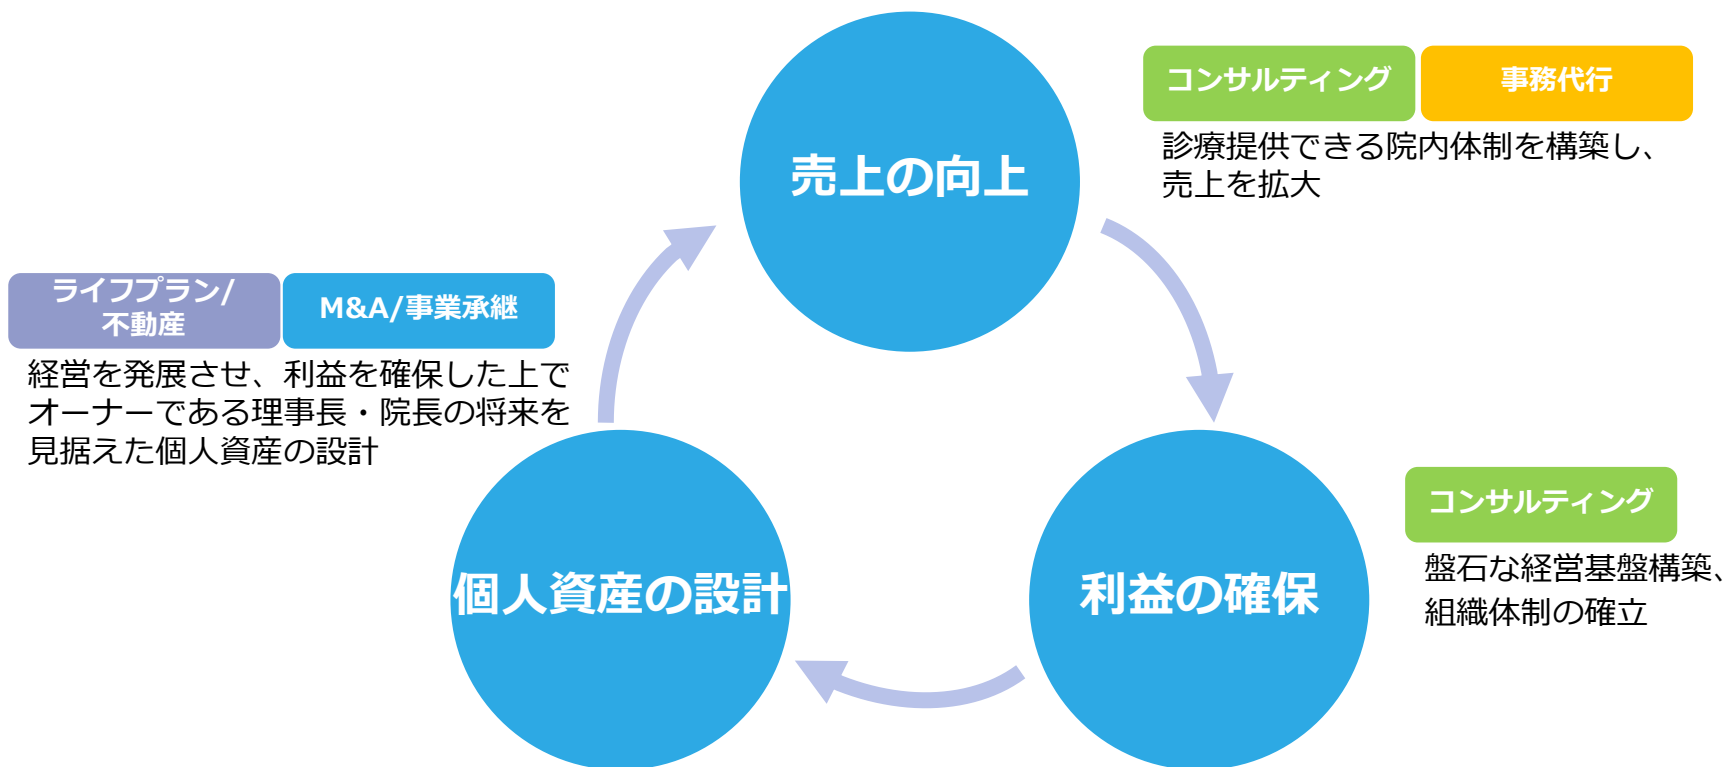 売上の向上
コンサルティング
事務代行
診療提供できる院内体制を構築し、
売上を拡大
ライフプラン/
不動産
M&A/事業承継
経営を発展させ、利益を確保した上で
オーナーである理事長・院長の将来を
見据えた個人資産の設計
個人資産の設計
利益の確保
コンサルティング
盤石な経営基盤構築、
組織体制の確立